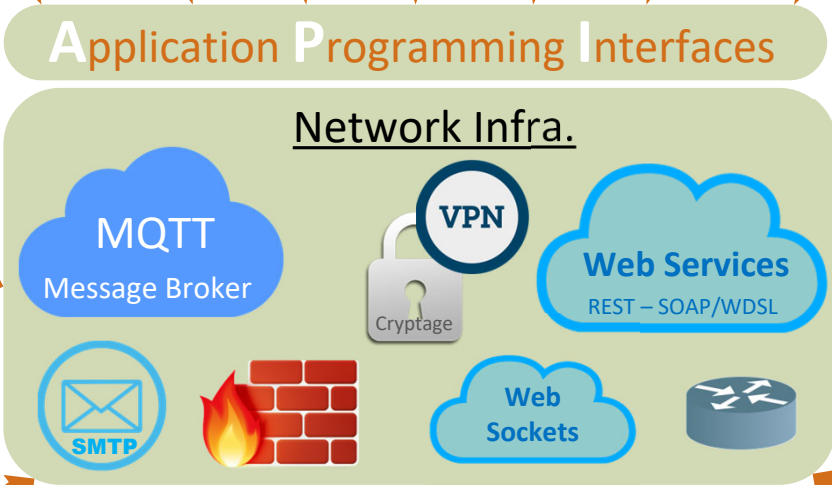 Application Programming Interfaces
Network Infra.
MQTT
Message Broker
VPN
Cryptage
Web Services
REST – SOAP/WDSL
SMTP
Web
Sockets